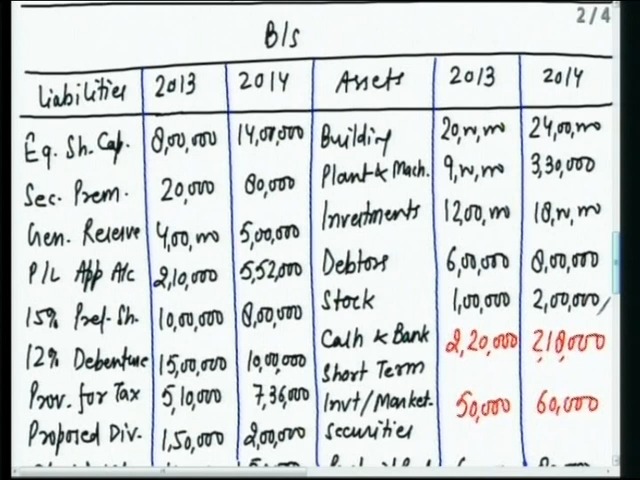 2/4
B/s
Liabilities 2013 2014 Assets 2013 2014
Eq. Sh. Cap. 8,00,000 14,00,000 Building 20,00,000 24,00,000
Sec. Prem. 20,000 80,000 Plant & Mach. 9,00,000 3,30,000
Gen. Reserve 4,00,000 5,00,000 Investments 12,00,000 18,00,000
P/L App A/c 2,10,000 5,52,000 Debtors 6,00,000 8,00,000
15% Pref. Sh. 10,00,000 8,00,000 Stock 1,00,000 2,00,000
12% Debenture 15,00,000 10,00,000 Cash & Bank 2,20,000 2,18,000
Prov. for Tax 5,10,000 7,36,000 Short Term
Invt/Market. 50,000 60,000
Proposed Div. 1,50,000 2,00,000 Securities